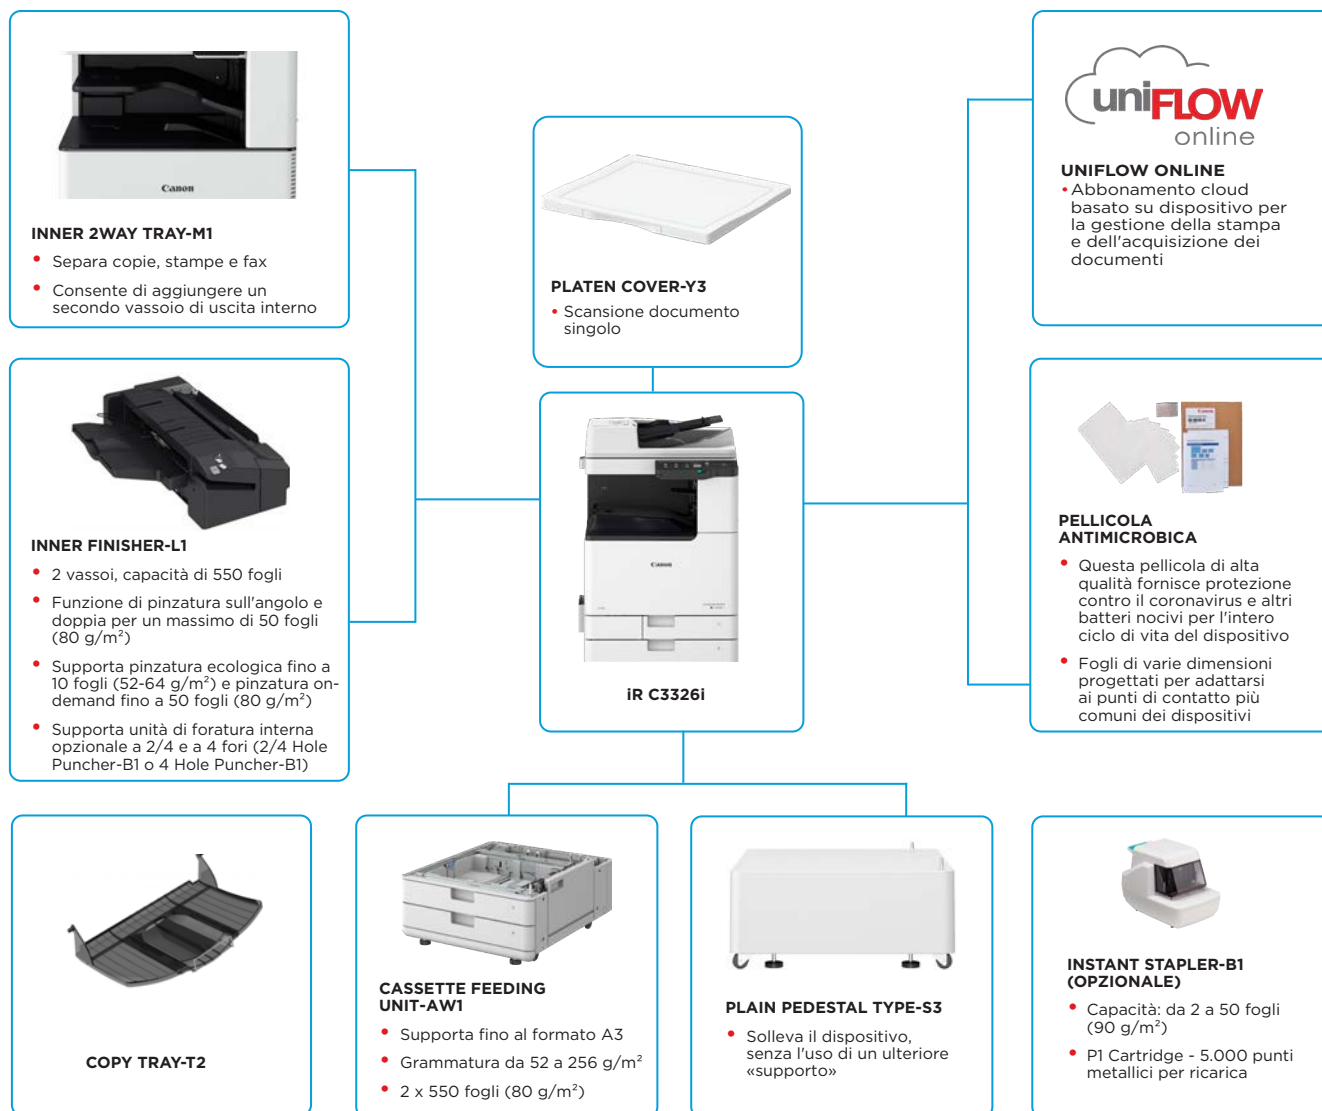 Canon
INNER 2WAY TRAY-M1
• Separa copie, stampe e fax
• Consente di aggiungere un
secondo vassoio di uscita interno
PLATEN COVER-Y3
• Scansione documento
singolo
uniFLOW
online
UNIFLOW ONLINE
• Abbonamento cloud
basato su dispositivo per
la gestione della stampa
e dell'acquisizione dei
documenti
INNER FINISHER-L1
• 2 vassoi, capacità di 550 fogli
• Funzione di pinzatura sull'angolo e
doppia per un massimo di 50 fogli
(80 g/m²)
• Supporta pinzatura ecologica fino a
10 fogli (52-64 g/m²) e pinzatura on-
demand fino a 50 fogli (80 g/m²)
• Supporta unità di foratura interna
opzionale a 2/4 e a 4 fori (2/4 Hole
Puncher-B1 o 4 Hole Puncher-B1)
Canon
iR C3326i
PELLICOLA
ANTIMICROBICA
• Questa pellicola di alta
qualità fornisce protezione
contro il coronavirus e altri
batteri nocivi per l'intero
ciclo di vita del dispositivo
• Fogli di varie dimensioni
progettati per adattarsi
ai punti di contatto più
comuni dei dispositivi
COPY TRAY-T2
CASSETTE FEEDING
UNIT-AW1
• Supporta fino al formato A3
• Grammatura da 52 a 256 g/m²
• 2 x 550 fogli (80 g/m²)
PLAIN PEDESTAL TYPE-S3
• Solleva il dispositivo,
senza l'uso di un ulteriore
«supporto»
INSTANT STAPLER-B1
(OPZIONALE)
• Capacità: da 2 a 50 fogli
(90 g/m²)
• P1 Cartridge - 5.000 punti
metallici per ricarica